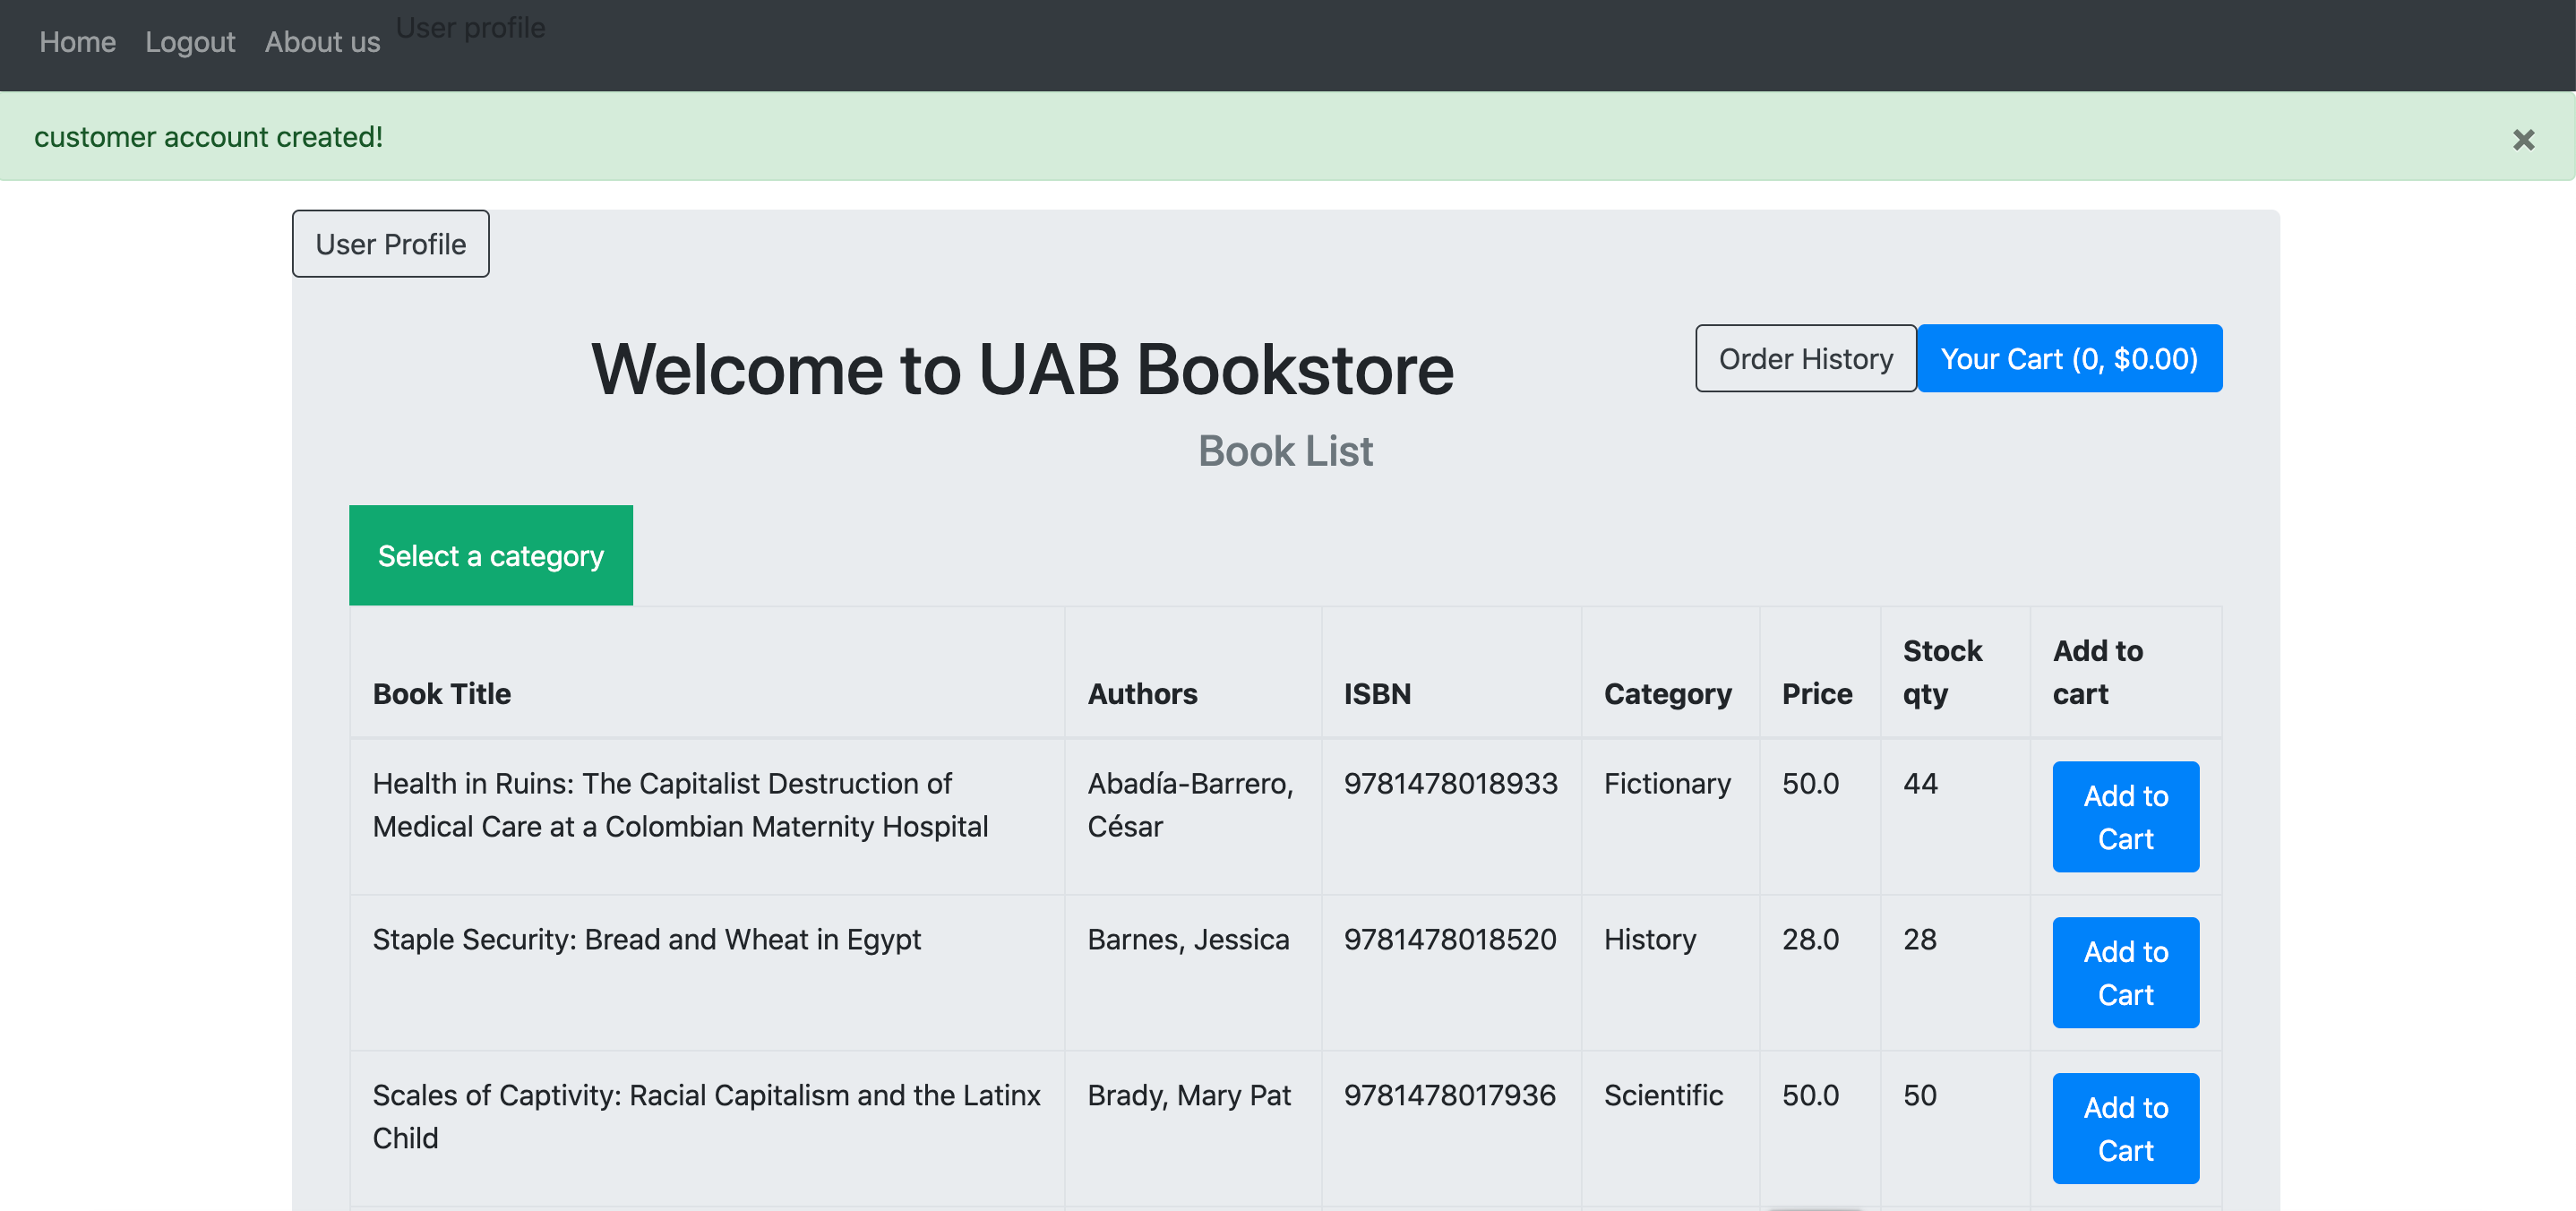 Home Logout About us User profile
customer account created!
×
User Profile
Welcome to UAB Bookstore
Order History
Your Cart (0, $0.00)
Book List
Select a category
Book Title Authors ISBN Category Price Stock qty Add to cart
Health in Ruins: The Capitalist Destruction of
Medical Care at a Colombian Maternity Hospital
Abadía-Barrero,
César
9781478018933
Fictionary
50.0
44
Add to
Cart
Staple Security: Bread and Wheat in Egypt
Barnes, Jessica
9781478018520
History
28.0
28
Add to
Cart
Scales of Captivity: Racial Capitalism and the Latinx
Child
Brady, Mary Pat
9781478017936
Scientific
50.0
50
Add to
Cart